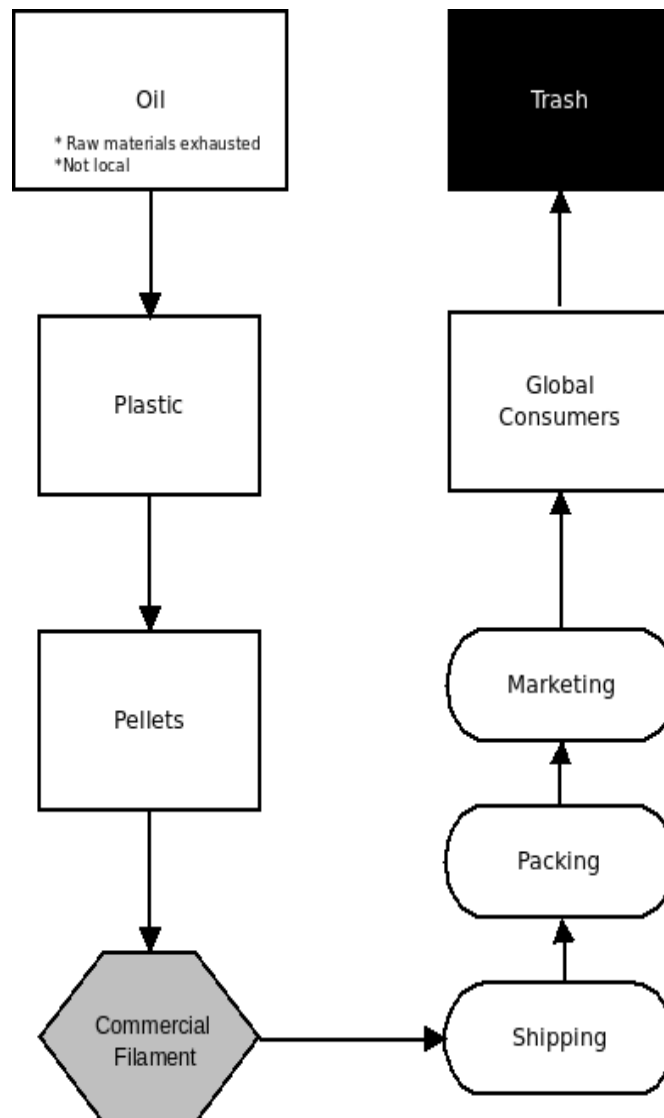 Oil
* Raw materials exhausted
*Not local
Plastic
Pellets
Commercial
Filament
Shipping
Packing
Marketing
Global
Consumers
Trash